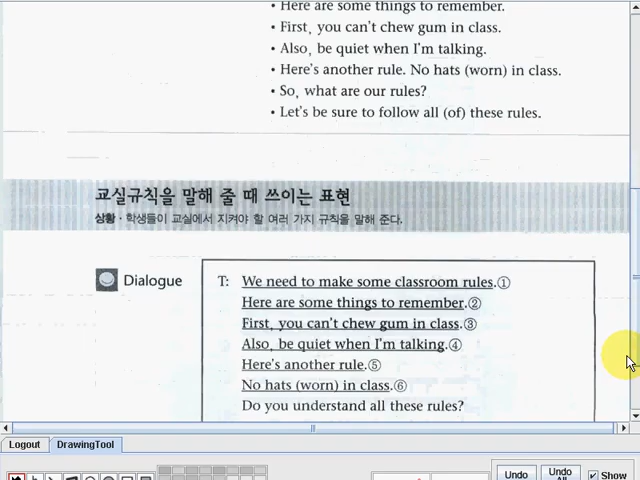 • Here are some things to remember.
• First, you can't chew gum in class.
• Also, be quiet when I'm talking.
• Here's another rule. No hats (worn) in class.
• So, what are our rules?
• Let's be sure to follow all (of) these rules.
교실규칙을 말해 줄 때 쓰이는 표현
상황 · 학생들이 교실에서 지켜야 할 여러 가지 규칙을 말해 준다.
Dialogue
T: We need to make some classroom rules.①
Here are some things to remember.②
First, you can't chew gum in class.③
Also, be quiet when I'm talking.④
Here's another rule.⑤
No hats (worn) in class.⑥
Do you understand all these rules?
Logout DrawingTool
Undo Undo All Show